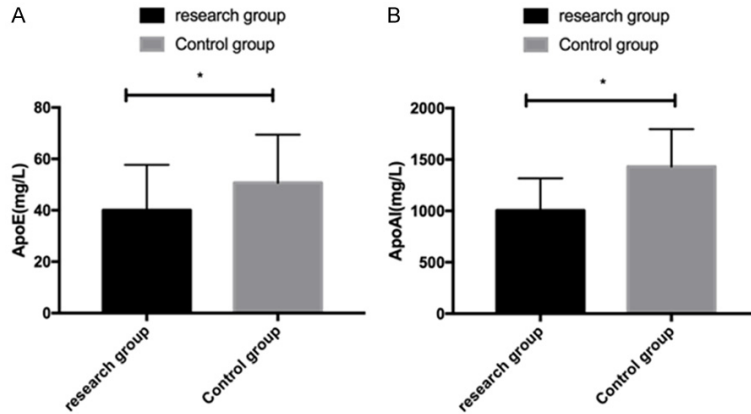 A
research group
Control group
*
80
60
40
20
0
ApoE(mg/L)
research group
Control group
B
research group
Control group
*
2000
1500
1000
500
0
ApoAI(mg/L)
research group
Control group